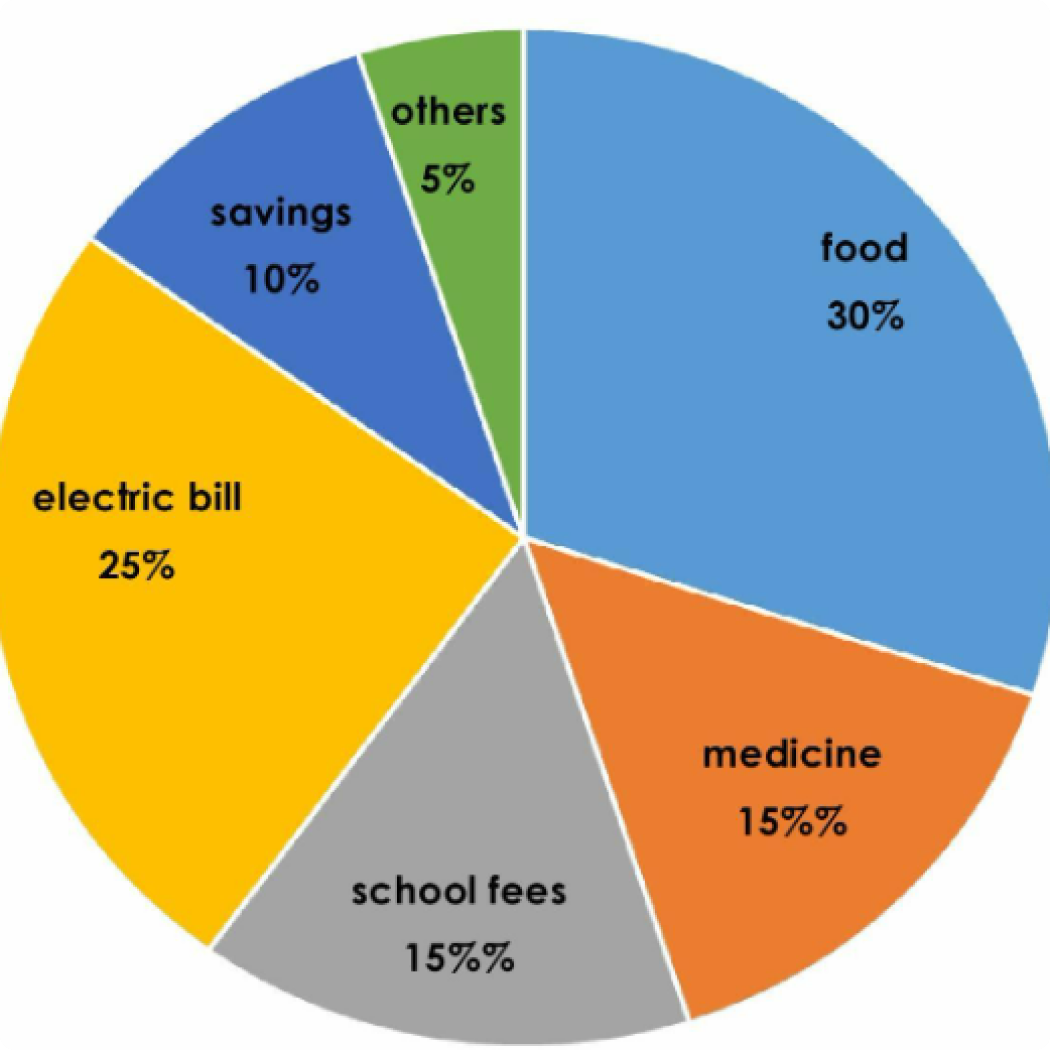 others
5%
food
30%
savings
10%
electric bill
25%
medicine
15%%
school fees
15%%